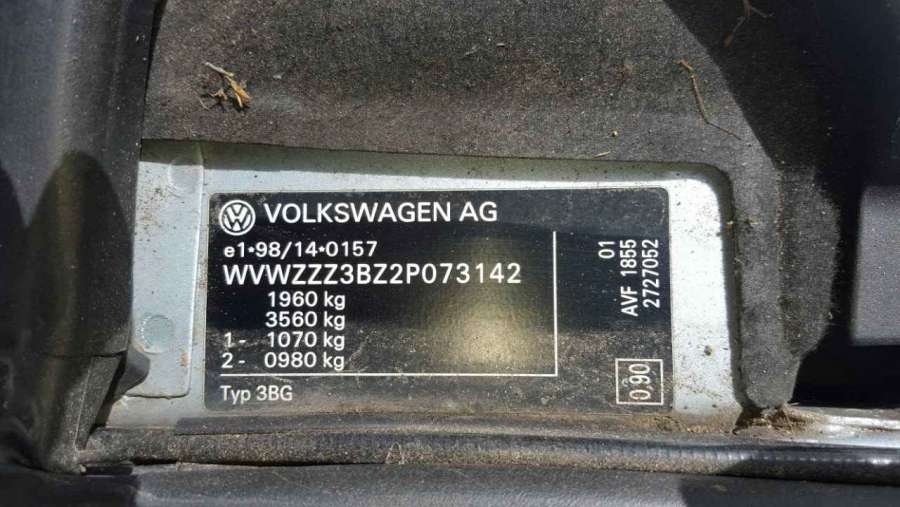 VOLKSWAGEN AG
e1*98/14*0157
WVWZZZ3BZ2P073142
1960 kg
3560 kg
1- 1070 kg
2- 0980 kg
Typ 3BG
01
AVF 1855
2727052
0,90